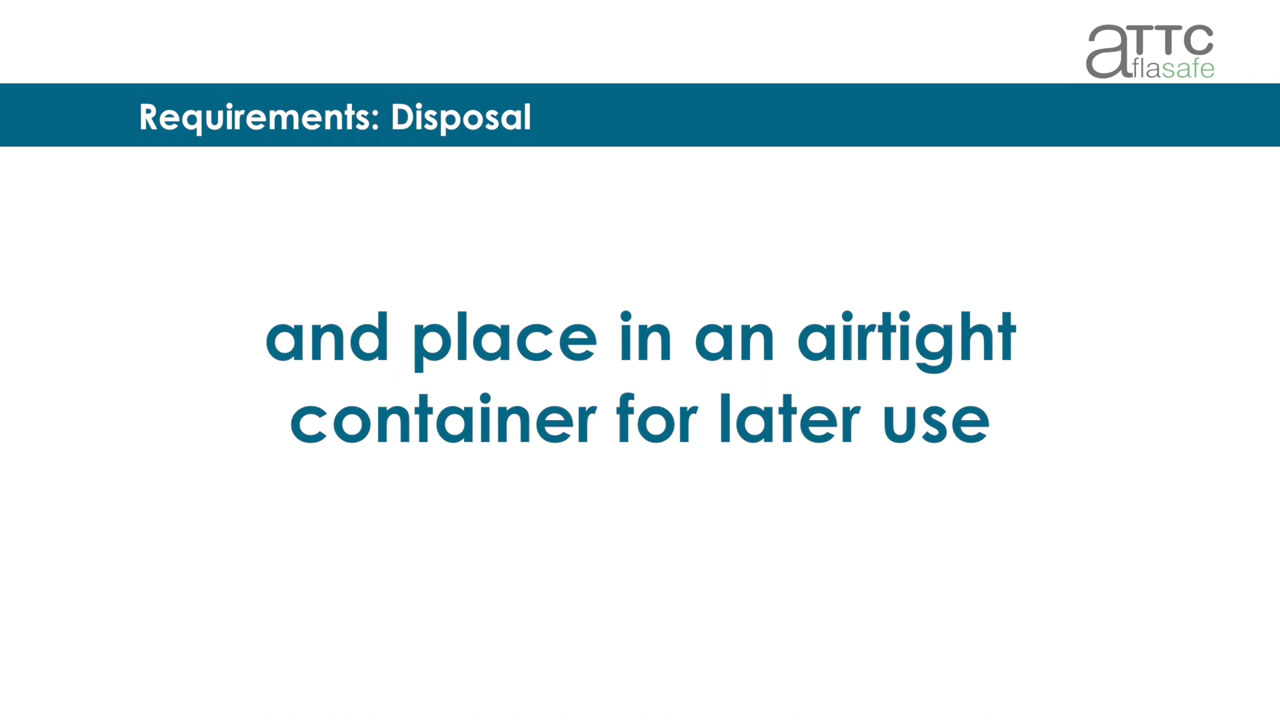 aTTC
aflasafe
Requirements: Disposal
and place in an airtight
container for later use